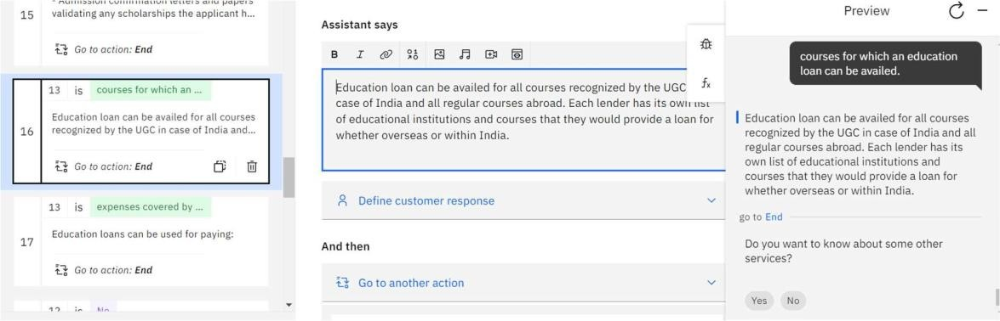 15
- Admission confirmation letters and papers
validating any scholarships the applicant h...
Go to action: End
13 is courses for which an ...
16
Education loan can be availed for all courses
recognized by the UGC in case of India and...
Go to action: End
13 is expenses covered by ...
17
Education loans can be used for paying:
Go to action: End
is No
Assistant says
B I
Education loan can be availed for all courses recognized by the UGC
case of India and all regular courses abroad. Each lender has its own list
of educational institutions and courses that they would provide a loan for
whether overseas or within India.
fx
Define customer response
And then
Go to another action
Preview
courses for which an education
loan can be availed.
Education loan can be availed for all courses
recognized by the UGC in case of India and all
regular courses abroad. Each lender has its
own list of educational institutions and
courses that they would provide a loan for
whether overseas or within India.
go to End
Do you want to know about some other
services?
Yes No